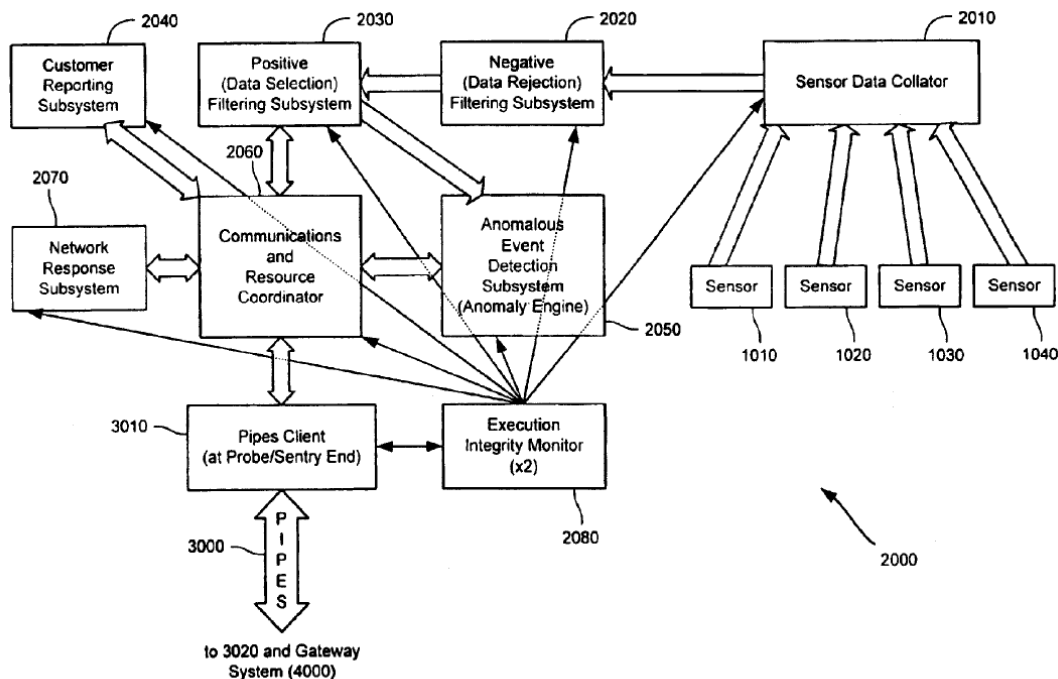 2040
2030
2020
2010
Customer
Reporting
Subsystem
Positive
(Data Selection)
Filtering Subsystem
Negative
(Data Rejection)
Filtering Subsystem
Sensor Data Collator
2060
2070
Network
Response
Subsystem
Communications
and
Resource
Coordinator
Anomalous
Event
Detection
Subsystem
(Anomaly Engine)
2050
Sensor
Sensor
Sensor
Sensor
1010
1020
1030
1040
3010
Pipes Client
(at Probe/Sentry End)
Execution
Integrity Monitor
(x2)
2080
3000
PIPES
2000
to 3020 and Gateway
System (4000)